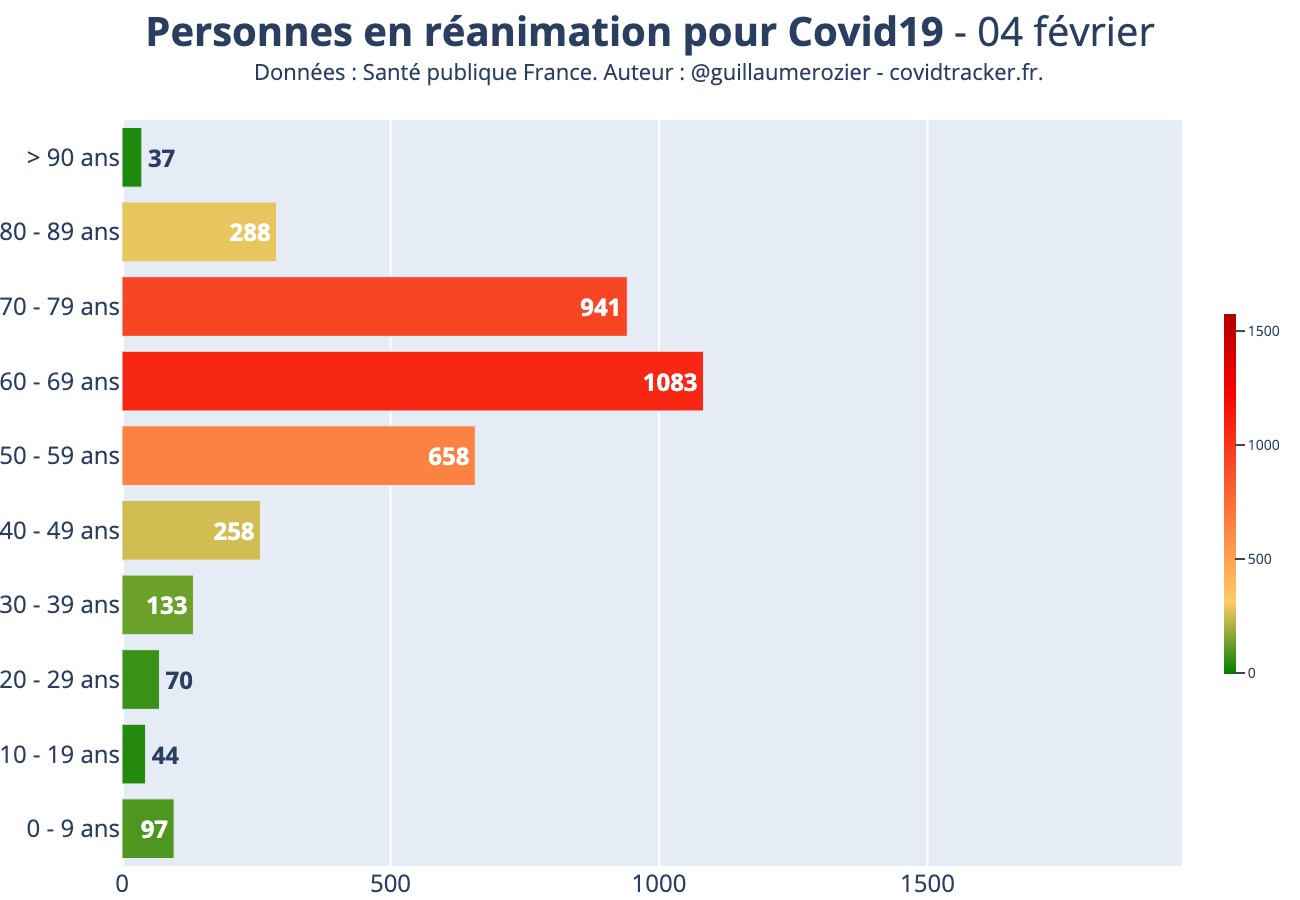 Personnes en réanimation pour Covid19 - 04 février
Données : Santé publique France. Auteur : @guillaumerozier - covidtracker.fr.
> 90 ans 37
80 - 89 ans 288
70 - 79 ans 941
60 - 69 ans 1083
50 - 59 ans 658
40 - 49 ans 258
30 - 39 ans 133
20 - 29 ans 70
10 - 19 ans 44
0 - 9 ans 97
0 500 1000 1500
1500
1000
500
0